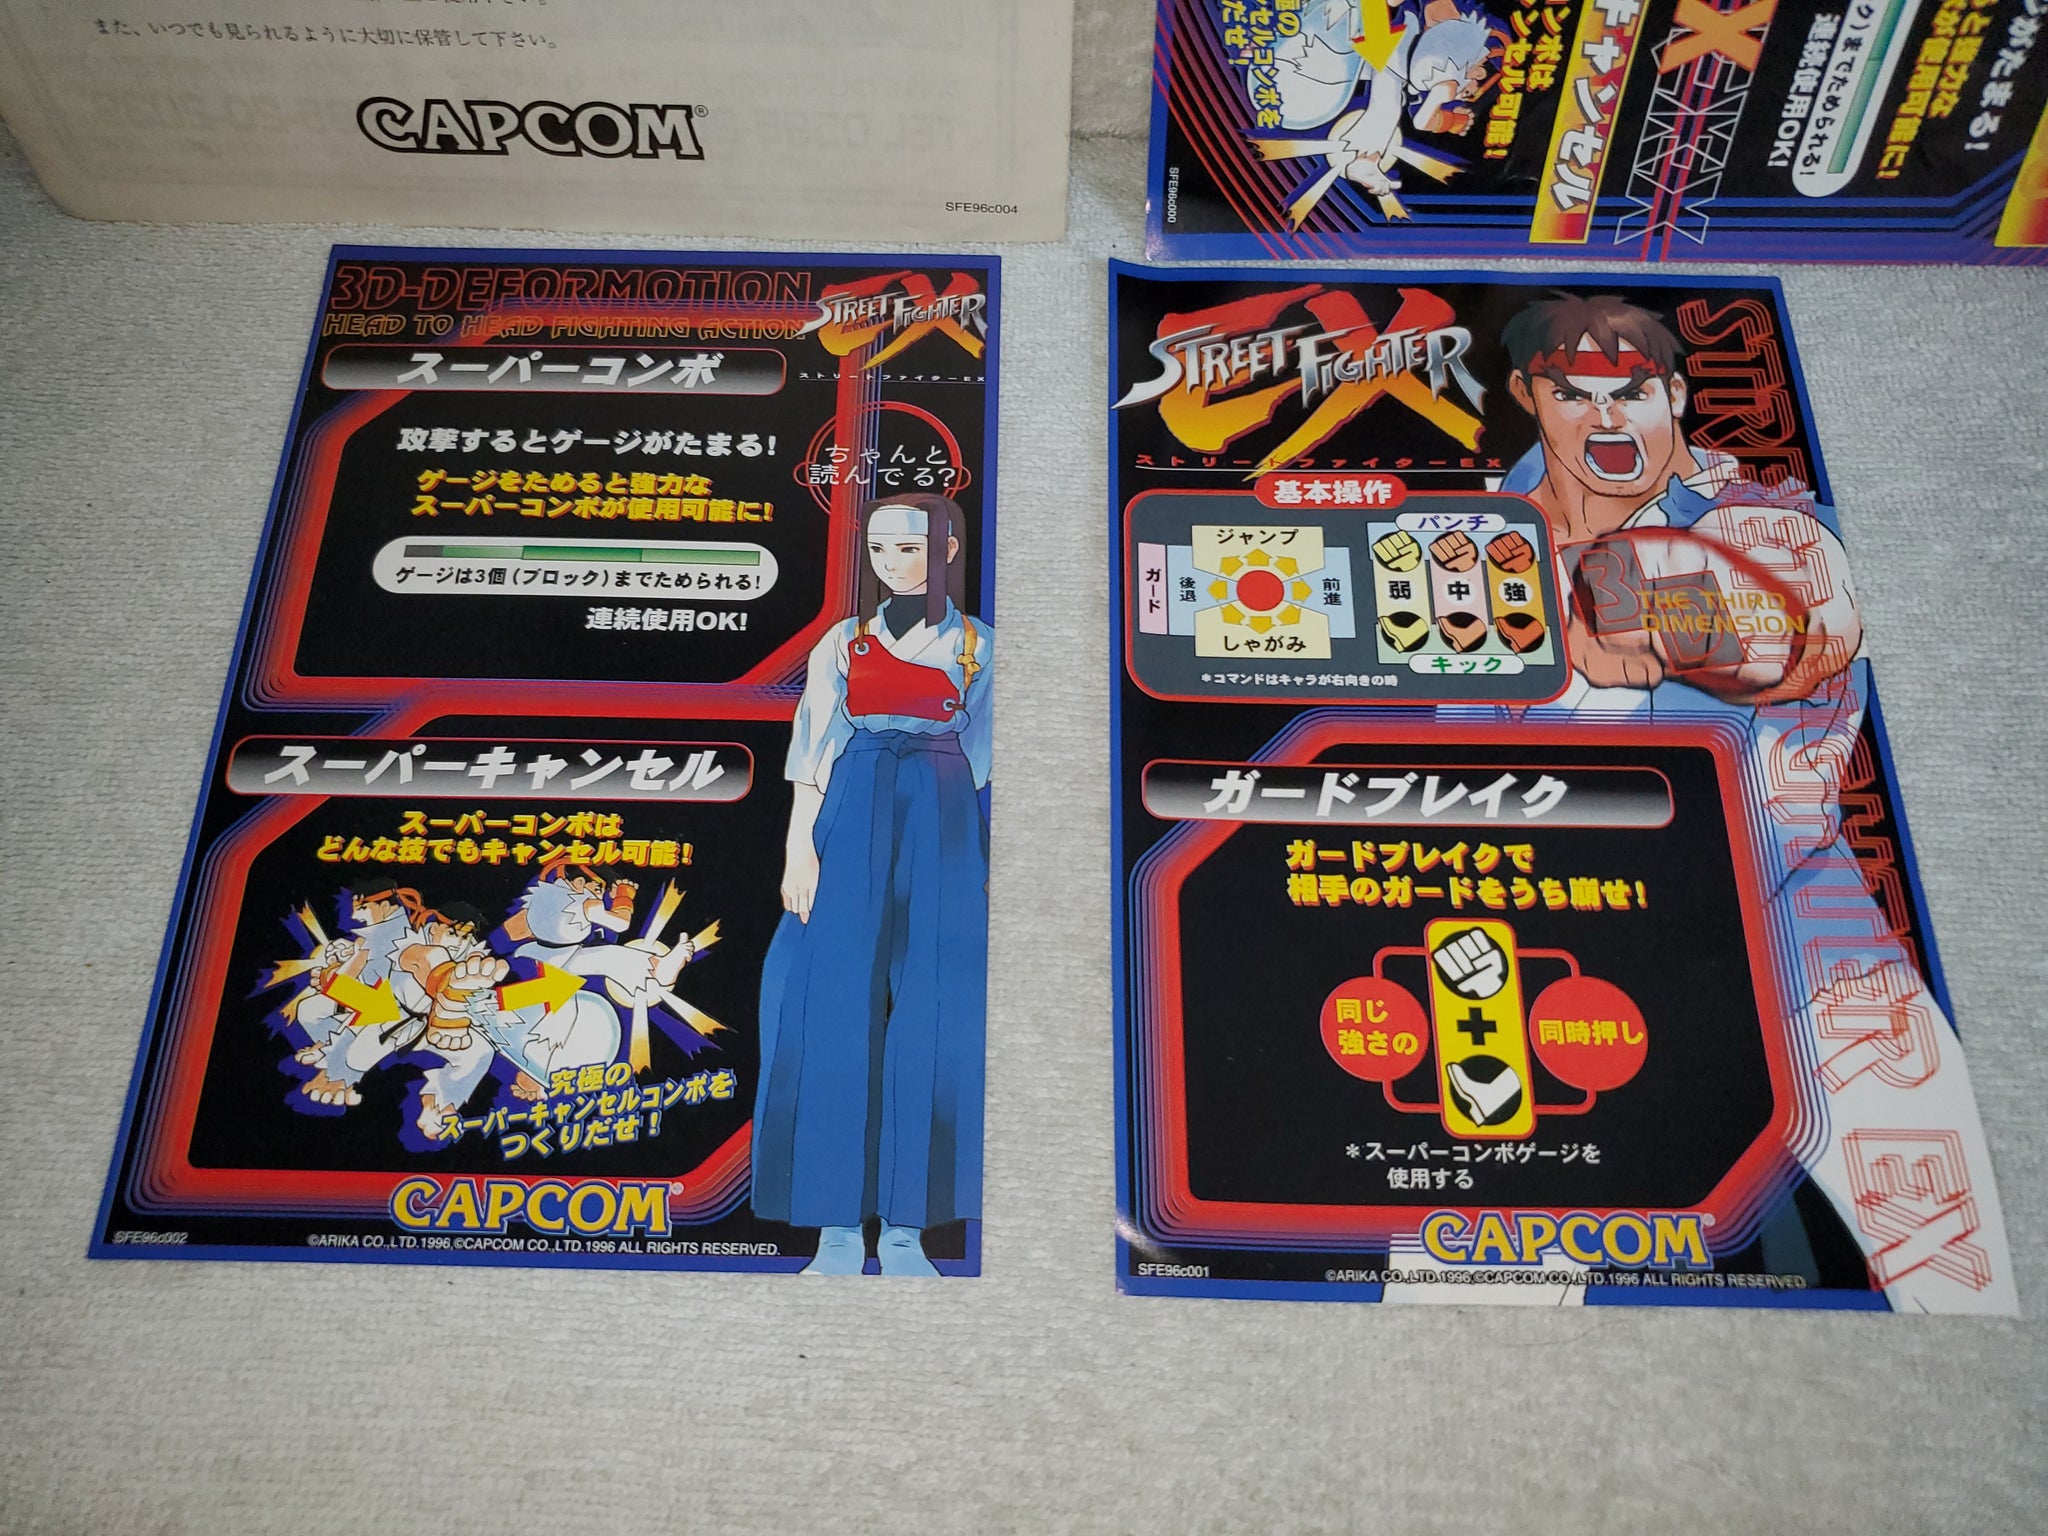 また、いつでも見られるように大切に保管して下さい。
CAPCOM®
SFE96c004
SFE96c000
スーパーキャンセルコンボを
キャンセル
連続使用OK!
3D-DEFORMOTION
HEAD TO HEAD FIGHTING ACTION
STREET FIGHTER
EX
ストリートファイターEX
スーパーコンボ
攻撃するとゲージがたまる!
ゲージをためると強力な
スーパーコンボが使用可能に!
ゲージは3個(ブロック)までためられる!
連続使用OK!
ちゃんと
読んでる?
スーパーキャンセル
スーパーコンボは
どんな技でもキャンセル可能!
究極の
スーパーキャンセルコンボを
つくりだせ!
CAPCOM®
SFE96c002
©ARIKA CO.,LTD.1996,©CAPCOM CO.,LTD.1996 ALL RIGHTS RESERVED.
STREET FIGHTER
EX
ストリートファイターEX
STREET FIGHTER EX
基本操作
ジャンプ
ガード
後退
前進
しゃがみ
パンチ
弱
中
強
キック
*コマンドはキャラが右向きの時
3D
THE THIRD
DIMENSION
ガードブレイク
ガードブレイクで
相手のガードをうち崩せ!
同じ
強さの
+
同時押し
*スーパーコンボゲージを
使用する
CAPCOM®
SFE96c001
©ARIKA CO.,LTD.1996,©CAPCOM CO.,LTD.1996 ALL RIGHTS RESERVED.